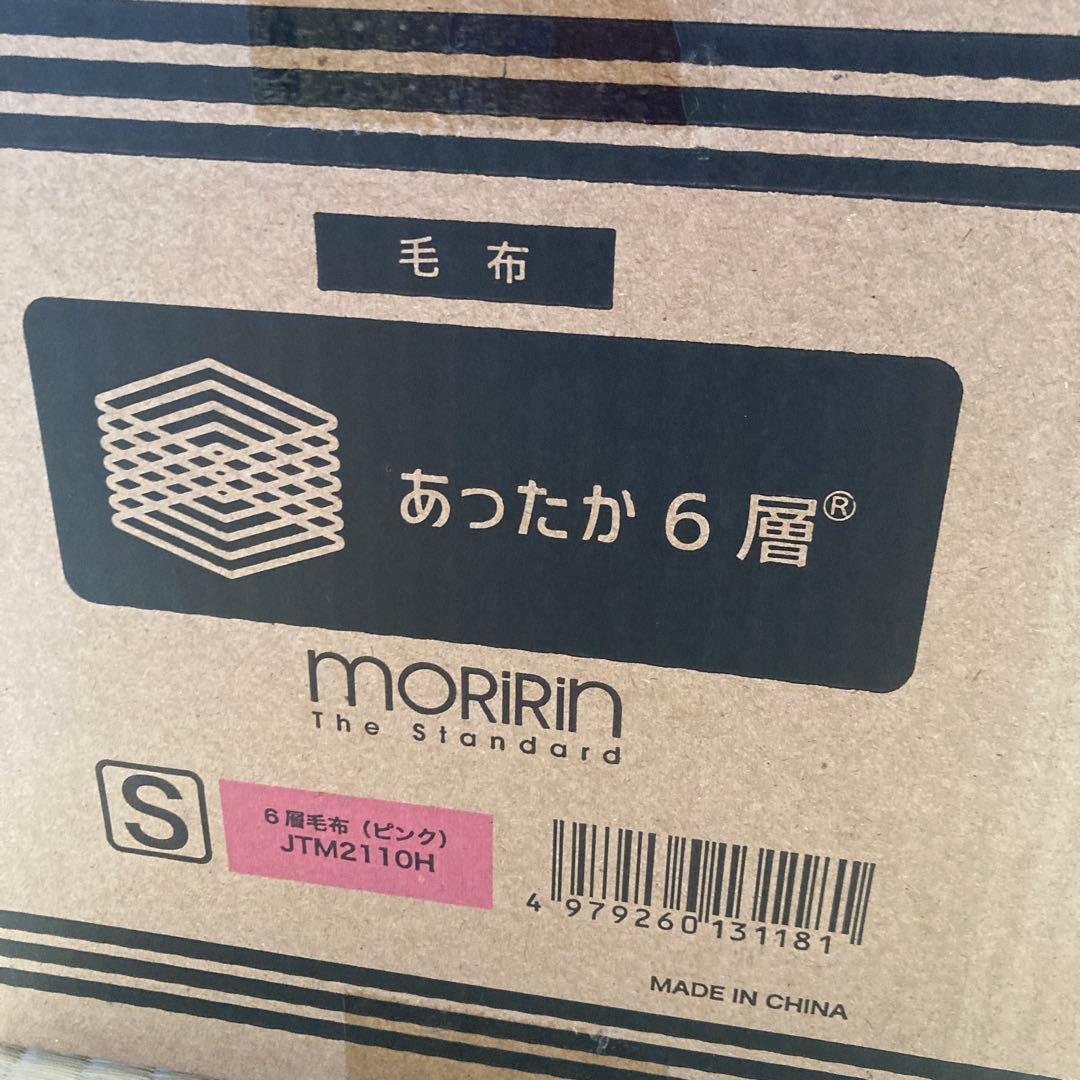 毛布
あったか6層®
moRiRin
The Standard
S
6層毛布（ピンク）
JTM2110H
4 979260 131181
MADE IN CHINA